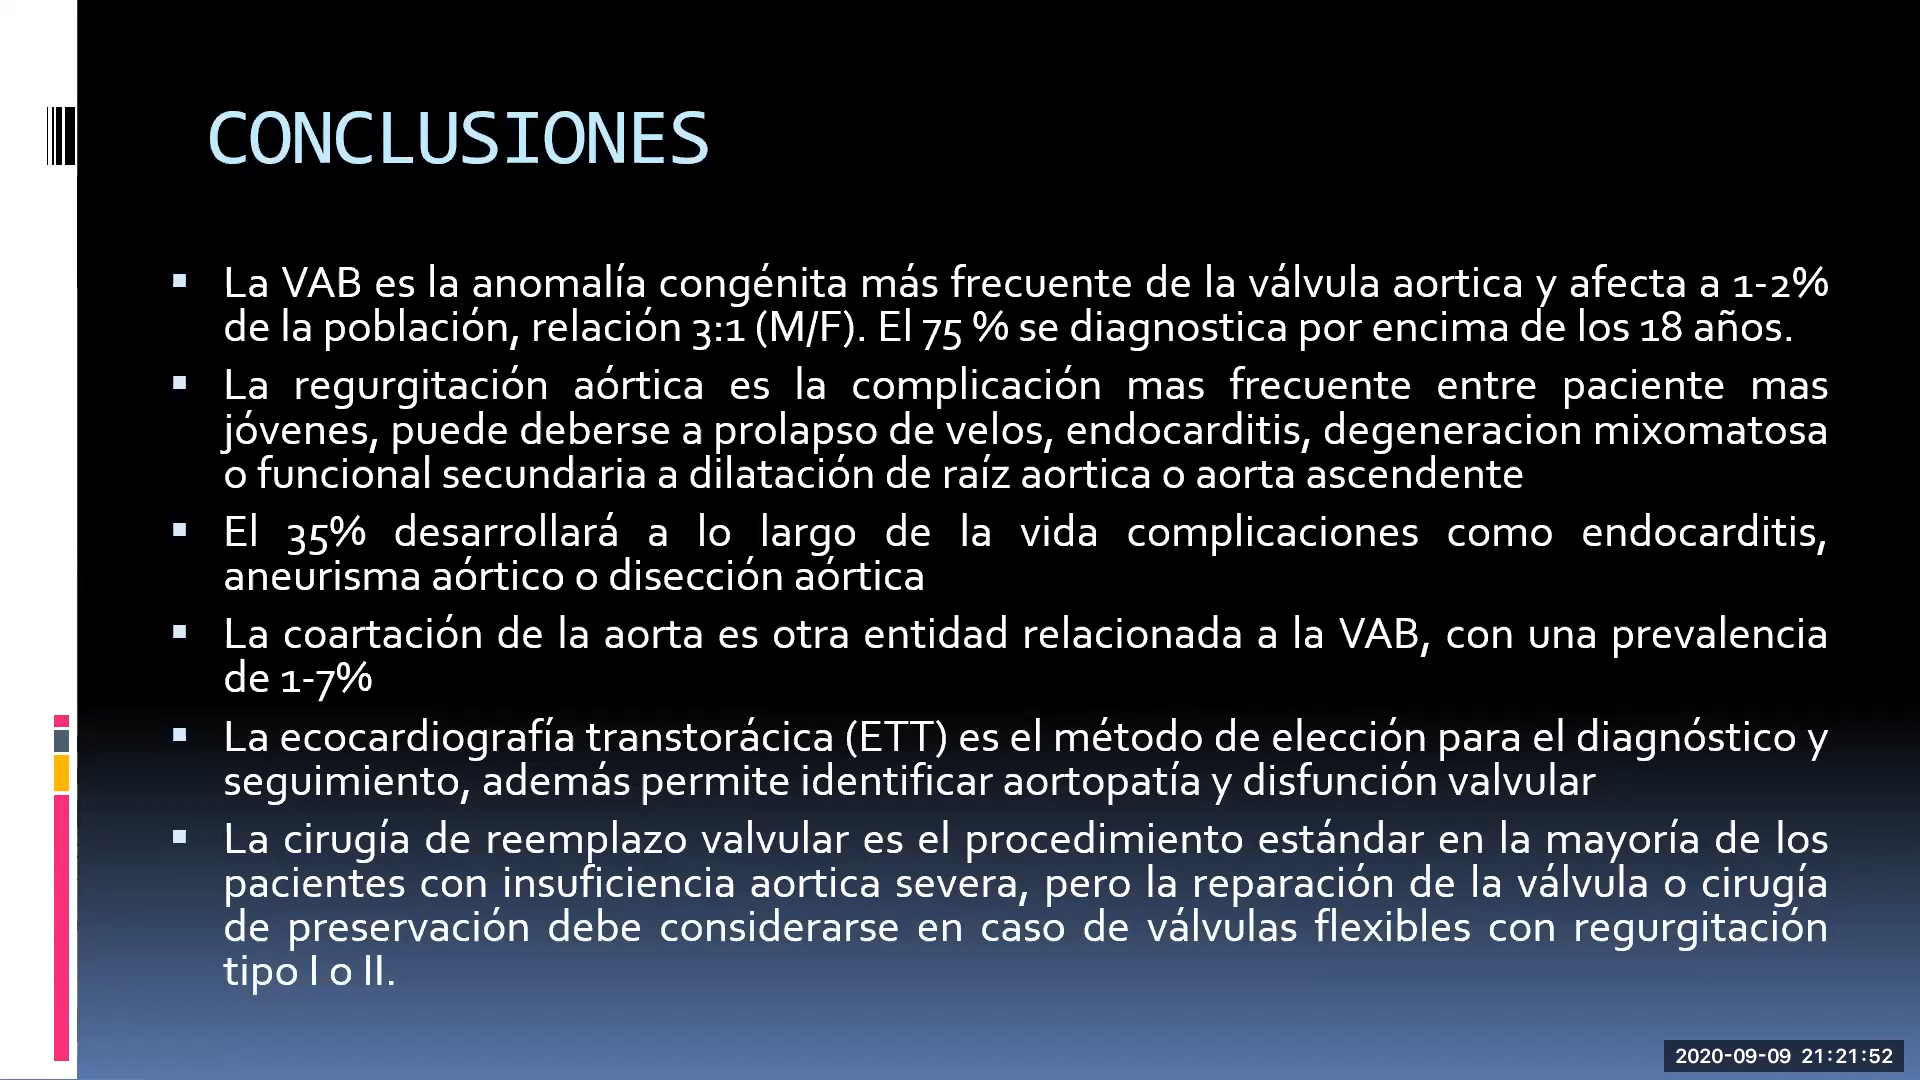 CONCLUSIONES
▪ La VAB es la anomalía congénita más frecuente de la válvula aortica y afecta a 1-2%
de la población, relación 3:1 (M/F). El 75 % se diagnostica por encima de los 18 años.
▪ La regurgitación aórtica es la complicación mas frecuente entre paciente mas
jóvenes, puede deberse a prolapso de velos, endocarditis, degeneracion mixomatosa
o funcional secundaria a dilatación de raíz aortica o aorta ascendente
▪ El 35% desarrollará a lo largo de la vida complicaciones como endocarditis,
aneurisma aórtico o disección aórtica
▪ La coartación de la aorta es otra entidad relacionada a la VAB, con una prevalencia
de 1-7%
▪ La ecocardiografía transtorácica (ETT) es el método de elección para el diagnóstico y
seguimiento, además permite identificar aortopatía y disfunción valvular
▪ La cirugía de reemplazo valvular es el procedimiento estándar en la mayoría de los
pacientes con insuficiencia aortica severa, pero la reparación de la válvula o cirugía
de preservación debe considerarse en caso de válvulas flexibles con regurgitación
tipo I o II.
2020-09-09 21:21:52